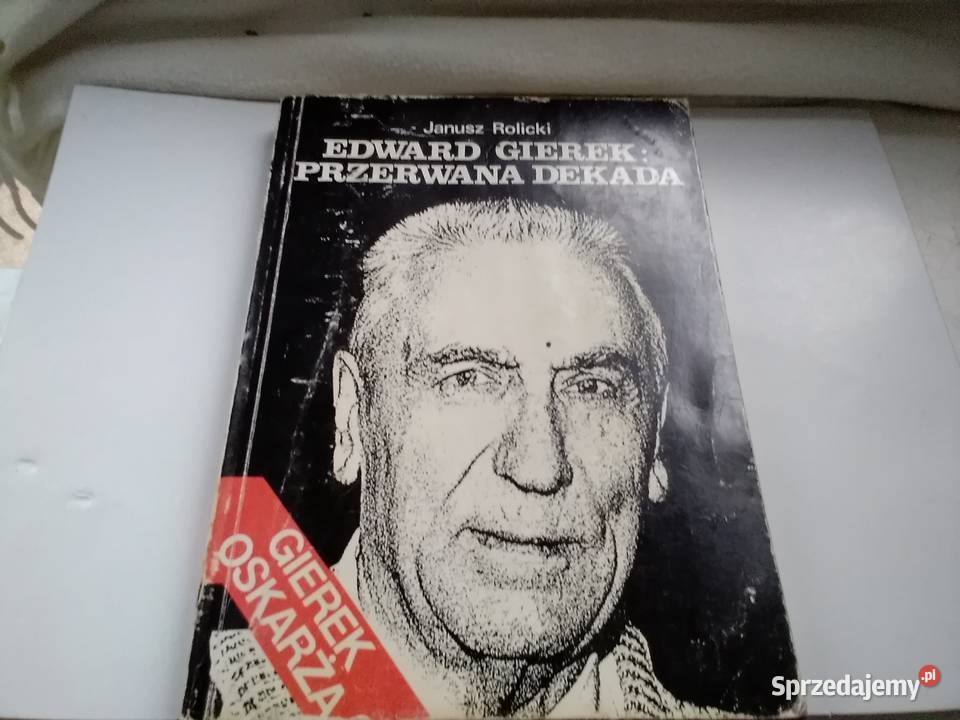 Janusz Rolicki
EDWARD GIEREK:
PRZERWANA DEKADA
GIEREK
OSKARŻA
Sprzedajemy.pl